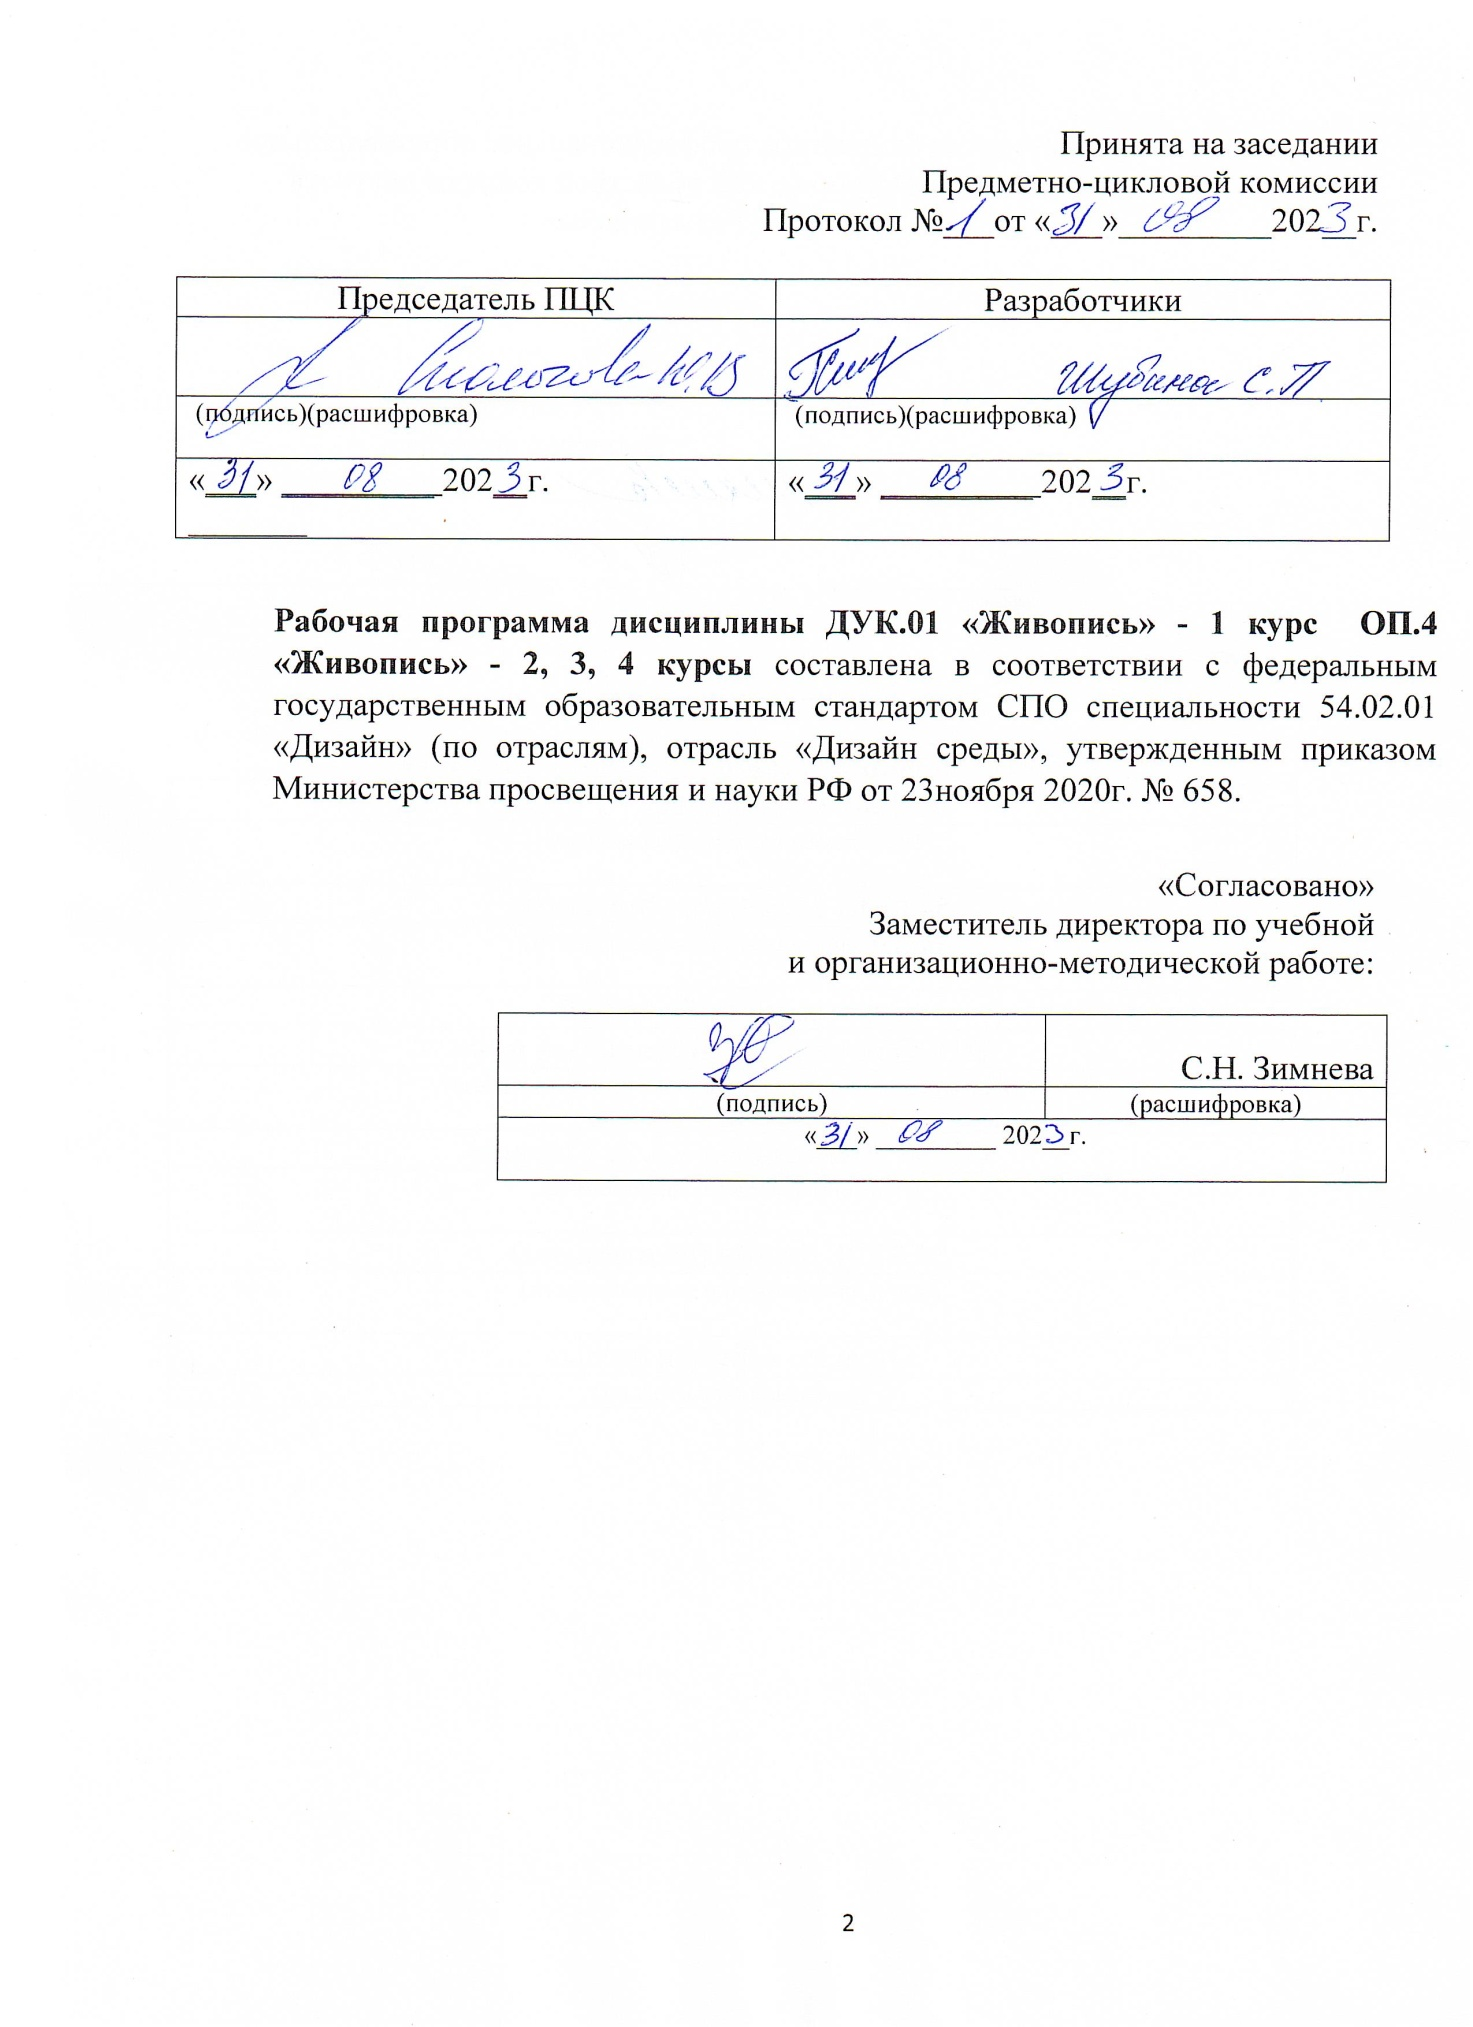 Принята на заседании
Предметно-цикловой комиссии
Протокол № 1 от «31» 08 2023 г.
Председатель ПЦК
Разработчики
Ю.В
Шубина С.П
(подпись)(расшифровка)
(подпись)(расшифровка)
«31» 08 2023 г.
«31» 08 2023 г.
Рабочая программа дисциплины ДУК.01 «Живопись» - 1 курс ОП.4
«Живопись» - 2, 3, 4 курсы составлена в соответствии с федеральным
государственным образовательным стандартом СПО специальности 54.02.01
«Дизайн» (по отраслям), отрасль «Дизайн среды», утвержденным приказом
Министерства просвещения и науки РФ от 23ноября 2020г. № 658.
«Согласовано»
Заместитель директора по учебной
и организационно-методической работе:
С.Н. Зимнева
(подпись)
(расшифровка)
«31» 08 2023 г.
2